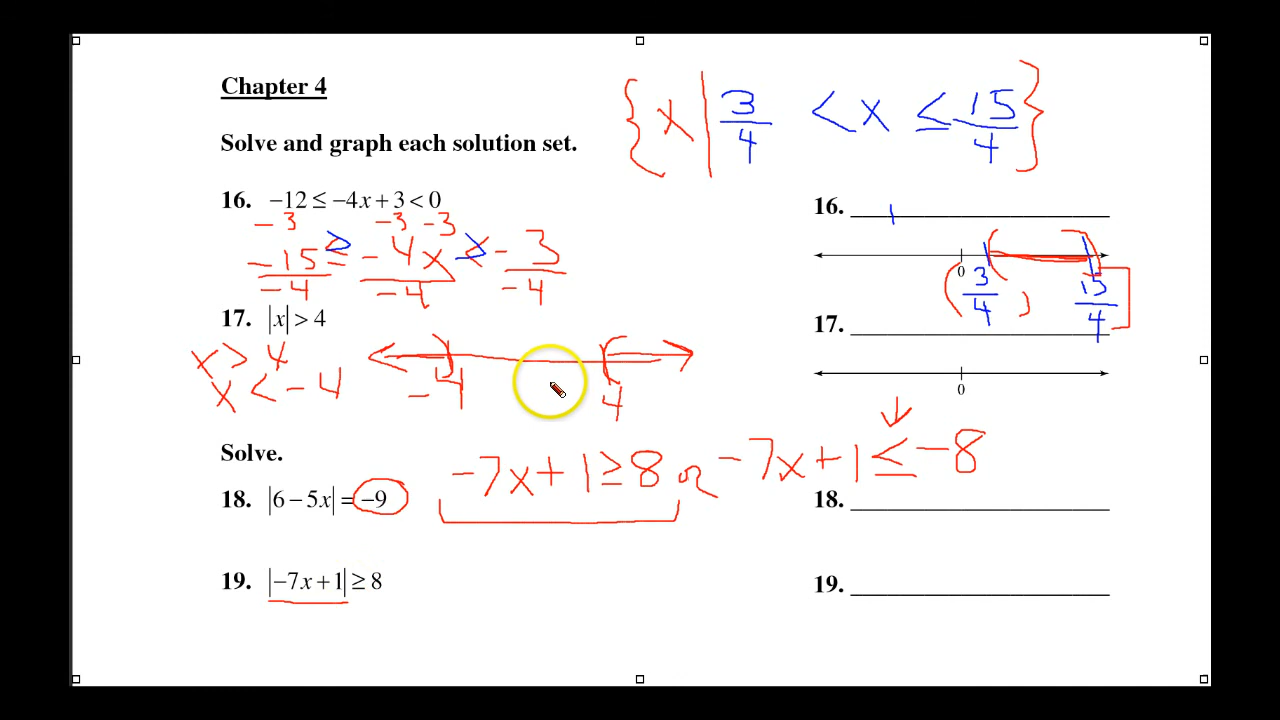 Chapter 4
{x | 3/4 < x ≤ 15/4}
Solve and graph each solution set.
16. −12 ≤ −4x + 3 < 0
16.
−3 −3 −3
−15 ≥ −4x > −3
−4 −4 −4
0
3/4
15/4
17. |x| > 4
17.
x > 4
x < −4
−4 4
0
Solve.
−7x + 1 ≥ 8 or −7x + 1 ≤ −8
18. |6 − 5x| = −9
18.
19. |−7x + 1| ≥ 8
19.